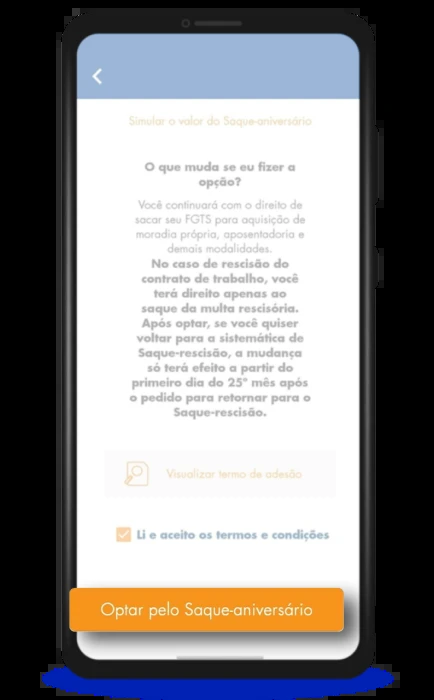 Simular o valor do Saque-aniversário
O que muda se eu fizer a
opção?
Você continuará com o direito de
sacar seu FGTS para aquisição de
moradia própria, aposentadoria e
demais modalidades.
No caso de rescisão do
contrato de trabalho, você
terá direito apenas ao
saque da multa rescisória.
Após optar, se você quiser
voltar para a sistemática de
Saque-rescisão, a mudança
só terá efeito a partir do
primeiro dia do 25º mês após
o pedido para retornar para o
Saque-rescisão.
Visualizar termo de adesão
Li e aceito os termos e condições
Optar pelo Saque-aniversário